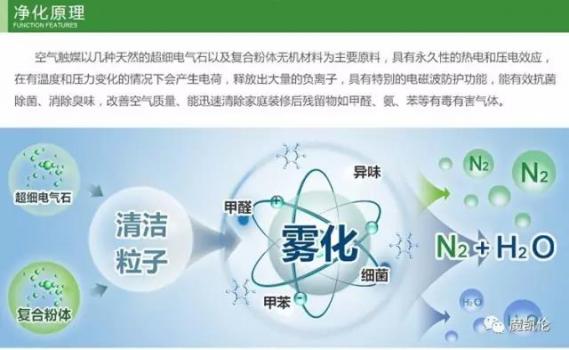 净化原理
FUNCTION FEATURES
空气触媒以几种天然的超细电气石以及复合粉体无机材料为主要原料,具有永久性的热电和压电效应,
在有温度和压力变化的情况下会产生电荷,释放出大量的负离子,具有特别的电磁波防护功能,能有效抗菌
除菌、消除臭味,改善空气质量、能迅速清除家庭装修后残留物如甲醛、氨、苯等有毒有害气体。
超细电气石
复合粉体
清洁
粒子
雾化
异味
甲醛
细菌
甲苯
N2
N2
N2+H2O
H2O